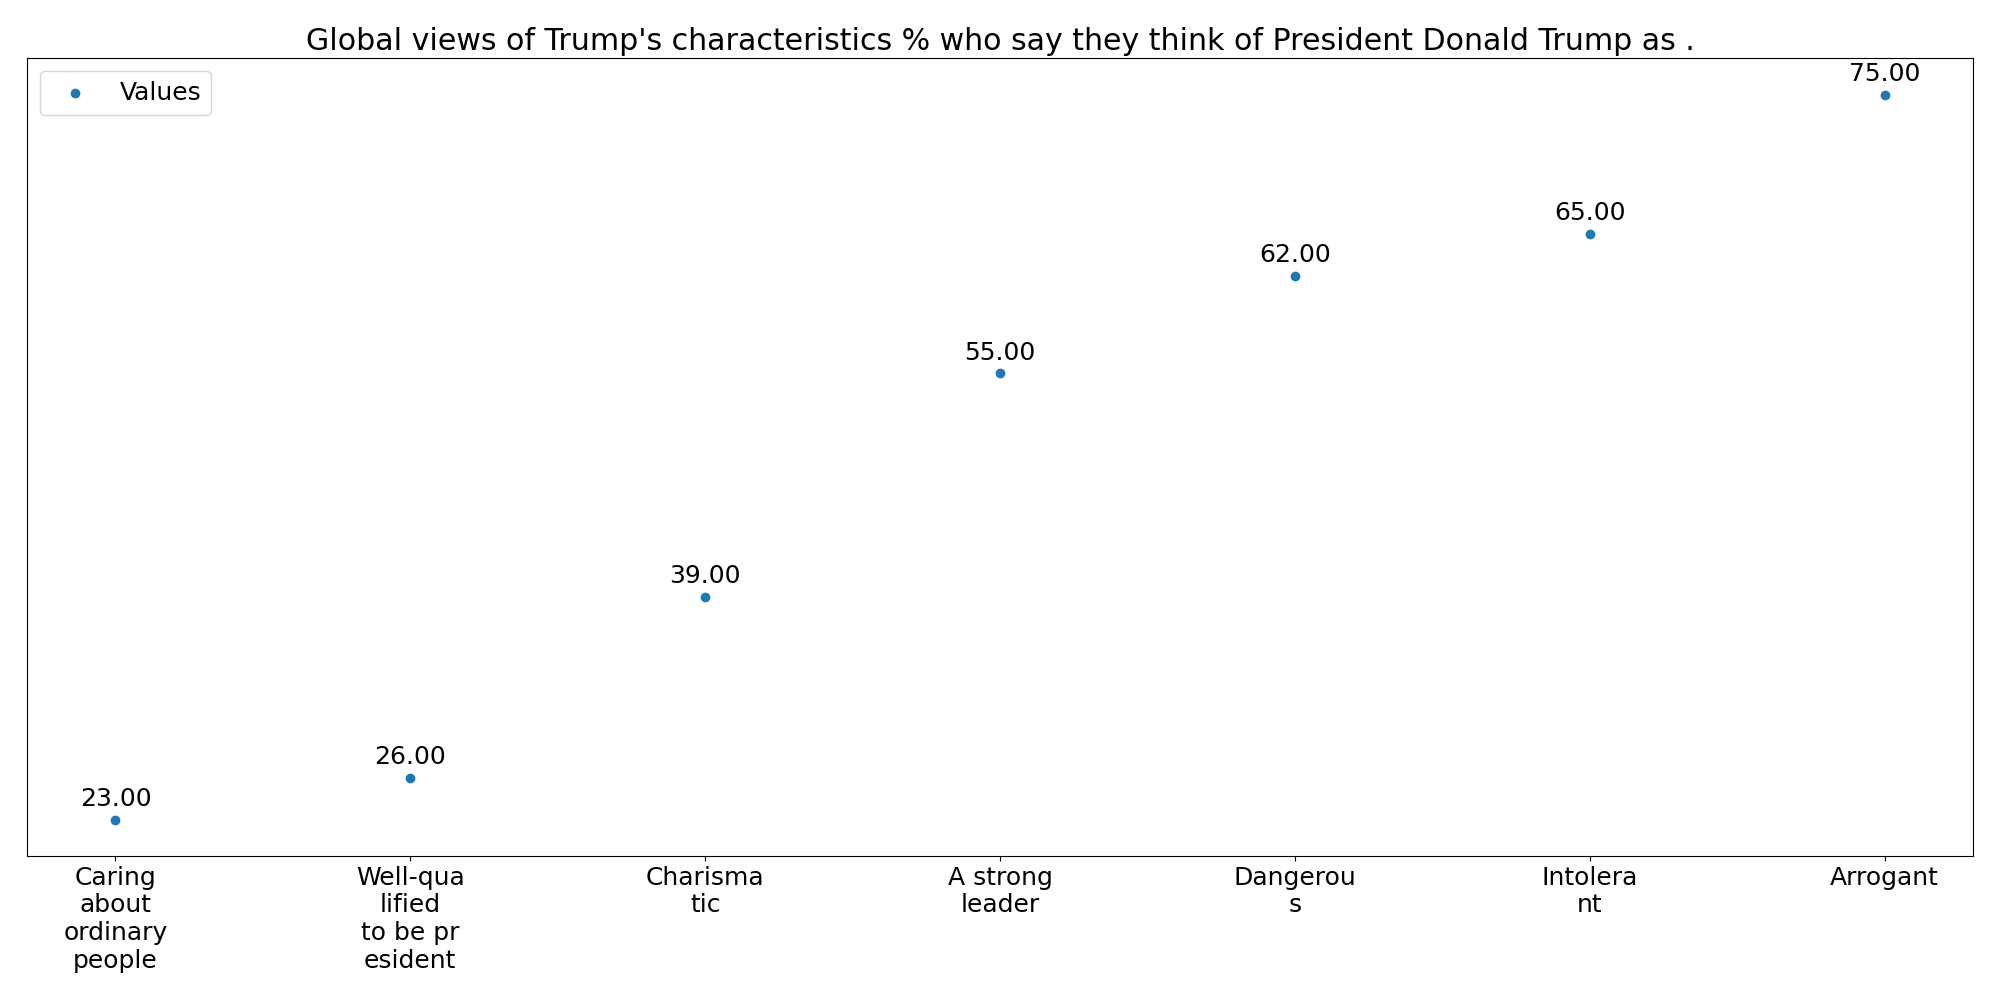 Global views of Trump's characteristics % who say they think of President Donald Trump as .
Values
75.00
65.00
62.00
55.00
39.00
26.00
23.00
Caring
about
ordinary
people
Well-qua
lified
to be pr
esident
Charisma
tic
A strong
leader
Dangerou
s
Intolera
nt
Arrogant